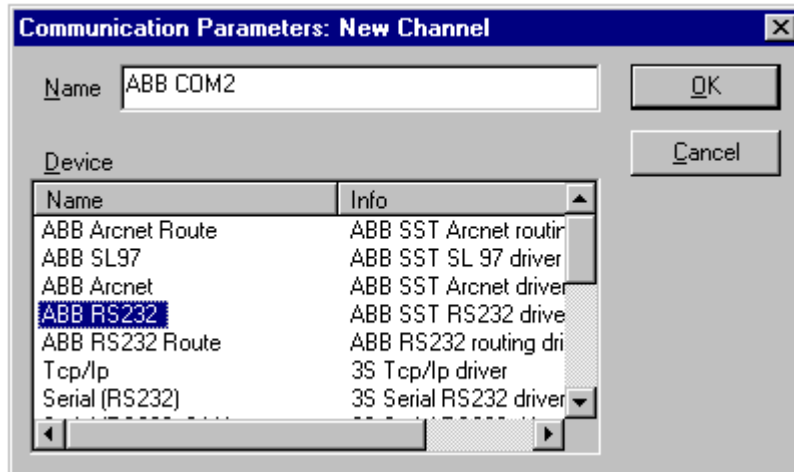 Communication Parameters: New Channel
Name ABB COM2 OK
Cancel
Device
Name Info
ABB Arcnet Route ABB SST Arcnet routin
ABB SL97 ABB SST SL 97 driver
ABB Arcnet ABB SST Arcnet driver
ABB RS232 ABB SST RS232 drive
ABB RS232 Route ABB RS232 routing dri
Tcp/Ip 3S Tcp/Ip driver
Serial (RS232) 3S Serial RS232 driver